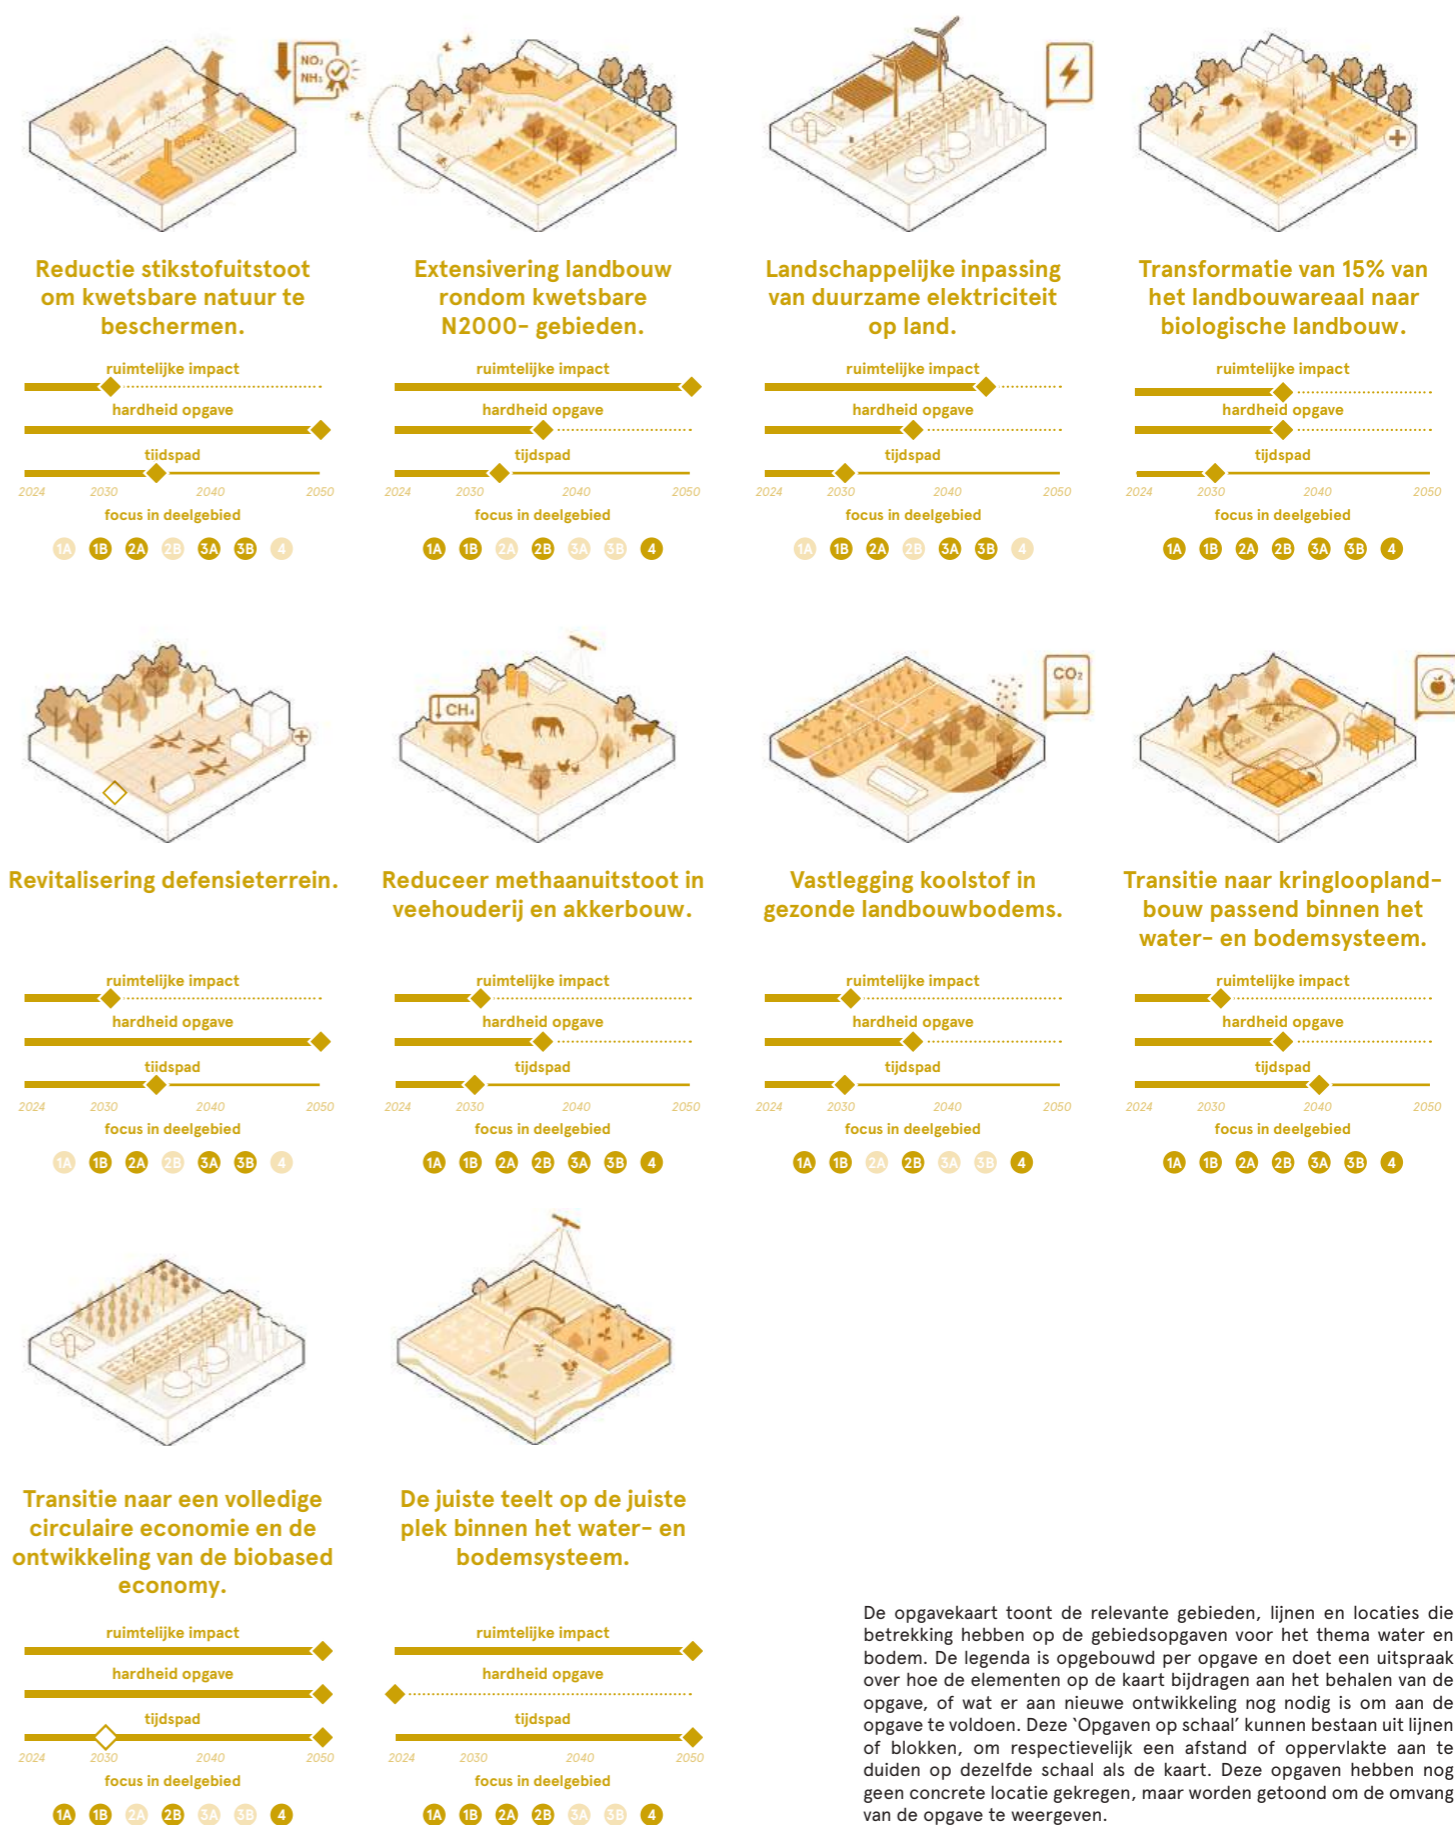 NO₂
NH₃
Reductie stikstofuitstoot
om kwetsbare natuur te
beschermen.
ruimtelijke impact
hardheid opgave
tijdspad
2024 2030 2040 2050
focus in deelgebied
1A 1B 2A 2B 3A 3B 4
Extensivering landbouw
rondom kwetsbare
N2000- gebieden.
ruimtelijke impact
hardheid opgave
tijdspad
2024 2030 2040 2050
focus in deelgebied
1A 1B 2A 2B 3A 3B 4
Landschappelijke inpassing
van duurzame elektriciteit
op land.
ruimtelijke impact
hardheid opgave
tijdspad
2024 2030 2040 2050
focus in deelgebied
1A 1B 2A 2B 3A 3B 4
Transformatie van 15% van
het landbouwareaal naar
biologische landbouw.
ruimtelijke impact
hardheid opgave
tijdspad
2024 2030 2040 2050
focus in deelgebied
1A 1B 2A 2B 3A 3B 4
Revitalisering defensieterrein.
ruimtelijke impact
hardheid opgave
tijdspad
2024 2030 2040 2050
focus in deelgebied
1A 1B 2A 2B 3A 3B 4
CH₄
Reduceer methaanuitstoot in
veehouderij en akkerbouw.
ruimtelijke impact
hardheid opgave
tijdspad
2024 2030 2040 2050
focus in deelgebied
1A 1B 2A 2B 3A 3B 4
CO₂
Vastlegging koolstof in
gezonde landbouwbodems.
ruimtelijke impact
hardheid opgave
tijdspad
2024 2030 2040 2050
focus in deelgebied
1A 1B 2A 2B 3A 3B 4
Transitie naar kringloopland-
bouw passend binnen het
water- en bodemsysteem.
ruimtelijke impact
hardheid opgave
tijdspad
2024 2030 2040 2050
focus in deelgebied
1A 1B 2A 2B 3A 3B 4
Transitie naar een volledige
circulaire economie en de
ontwikkeling van de biobased
economy.
ruimtelijke impact
hardheid opgave
tijdspad
2024 2030 2040 2050
focus in deelgebied
1A 1B 2A 2B 3A 3B 4
De juiste teelt op de juiste
plek binnen het water- en
bodemsysteem.
ruimtelijke impact
hardheid opgave
tijdspad
2024 2030 2040 2050
focus in deelgebied
1A 1B 2A 2B 3A 3B 4
De opgavekaart toont de relevante gebieden, lijnen en locaties die
betrekking hebben op de gebiedsopgaven voor het thema water en
bodem. De legenda is opgebouwd per opgave en doet een uitspraak
over hoe de elementen op de kaart bijdragen aan het behalen van de
opgave, of wat er aan nieuwe ontwikkeling nog nodig is om aan de
opgave te voldoen. Deze 'Opgaven op schaal' kunnen bestaan uit lijnen
of blokken, om respectievelijk een afstand of oppervlakte aan te
duiden op dezelfde schaal als de kaart. Deze opgaven hebben nog
geen concrete locatie gekregen, maar worden getoond om de omvang
van de opgave te weergeven.